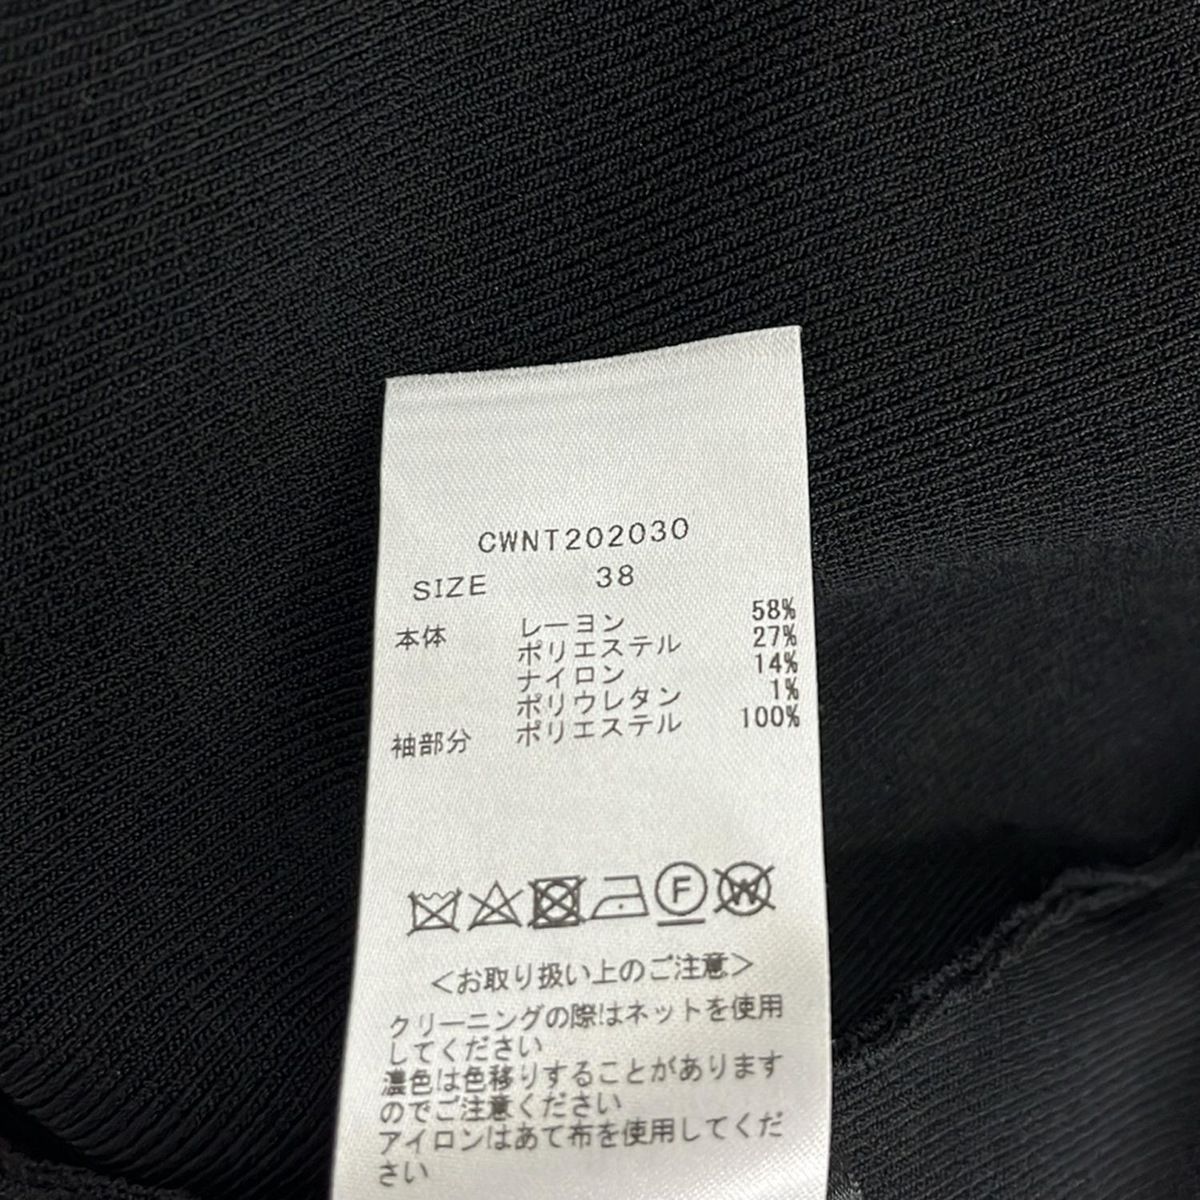 CWNT202030
SIZE 38
本体 レーヨン 58%
ポリエステル 27%
ナイロン 14%
ポリウレタン 1%
袖部分 ポリエステル 100%
F W
＜お取り扱い上のご注意＞
クリーニングの際はネットを使用
してください
濃色は色移りすることがあります
のでご注意ください
アイロンはあて布を使用してくだ
さい